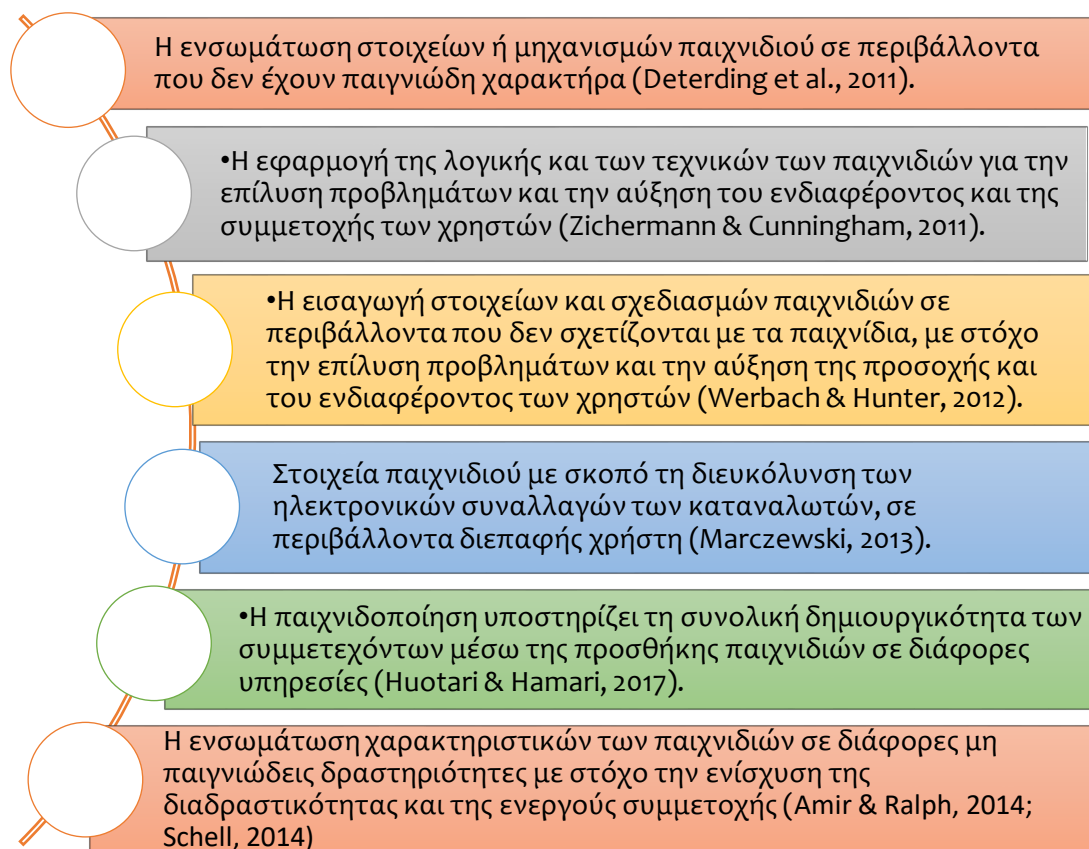 Η ενσωμάτωση στοιχείων ή μηχανισμών παιχνιδιού σε περιβάλλοντα
που δεν έχουν παιγνιώδη χαρακτήρα (Deterding et al., 2011).
•Η εφαρμογή της λογικής και των τεχνικών των παιχνιδιών για την
επίλυση προβλημάτων και την αύξηση του ενδιαφέροντος και της
συμμετοχής των χρηστών (Zichermann & Cunningham, 2011).
•Η εισαγωγή στοιχείων και σχεδιασμών παιχνιδιών σε
περιβάλλοντα που δεν σχετίζονται με τα παιχνίδια, με στόχο
την επίλυση προβλημάτων και την αύξηση της προσοχής και
του ενδιαφέροντος των χρηστών (Werbach & Hunter, 2012).
Στοιχεία παιχνιδιού με σκοπό τη διευκόλυνση των
ηλεκτρονικών συναλλαγών των καταναλωτών, σε
περιβάλλοντα διεπαφής χρήστη (Marczewski, 2013).
•Η παιχνιδοποίηση υποστηρίζει τη συνολική δημιουργικότητα των
συμμετεχόντων μέσω της προσθήκης παιχνιδιών σε διάφορες
υπηρεσίες (Huotari & Hamari, 2017).
Η ενσωμάτωση χαρακτηριστικών των παιχνιδιών σε διάφορες μη
παιγνιώδεις δραστηριότητες με στόχο την ενίσχυση της
διαδραστικότητας και της ενεργούς συμμετοχής (Amir & Ralph, 2014;
Schell, 2014)